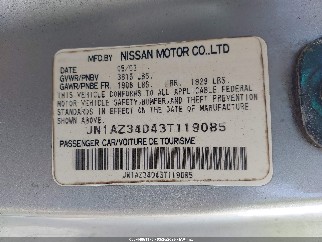 MFD.BY NISSAN MOTOR CO.,LTD
DATE 05/03
GVWR/PNBV 3815 LBS.
GAWR/PNBE FR. 1906 LBS. RR. 1929 LBS.
THIS VEHICLE CONFORMS TO ALL APPLICABLE FEDERAL
MOTOR VEHICLE SAFETY,BUMPER,AND THEFT PREVENTION
STANDARDS IN EFFECT ON THE DATE OF
MANUFACTURE SHOWN ABOVE.
JN1AZ34D43T119085
PASSENGER CAR/VOITURE DE TOURISME
JN1AZ34D43T119085